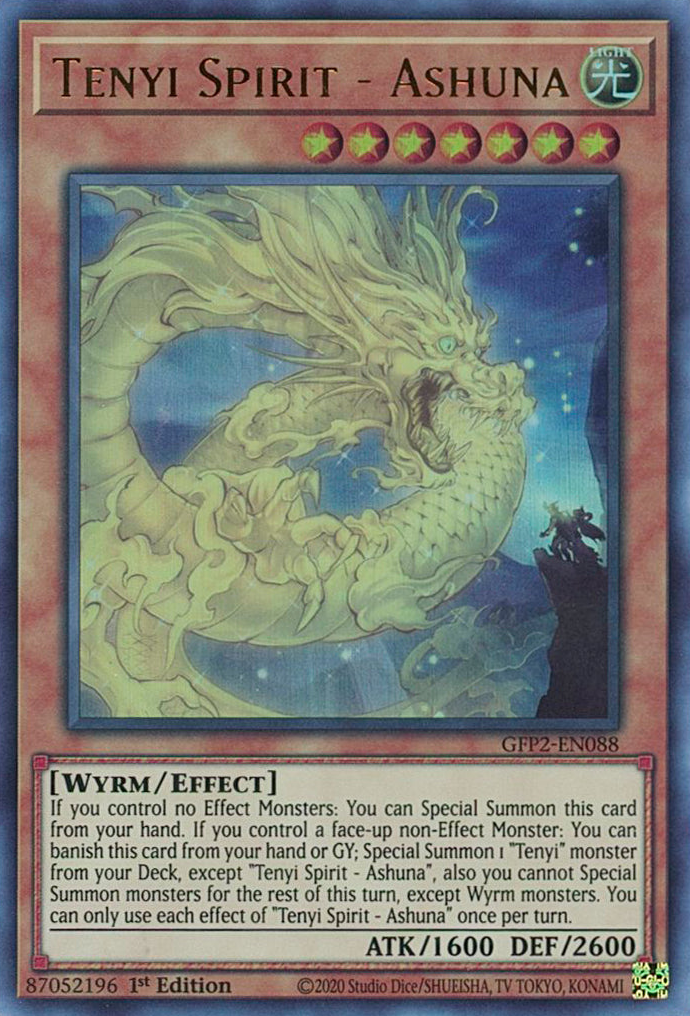 TENYI SPIRIT - ASHUNA
LIGHT
光
GFP2-EN088
[WYRM/EFFECT]
If you control no Effect Monsters: You can Special Summon this card
from your hand. If you control a face-up non-Effect Monster: You can
banish this card from your hand or GY; Special Summon 1 "Tenyi" monster
from your Deck, except "Tenyi Spirit - Ashuna", also you cannot Special
Summon monsters for the rest of this turn, except Wyrm monsters. You
can only use each effect of "Tenyi Spirit - Ashuna" once per turn.
ATK/1600 DEF/2600
87052196 1st Edition
©2020 Studio Dice/SHUEISHA, TV TOKYO, KONAMI